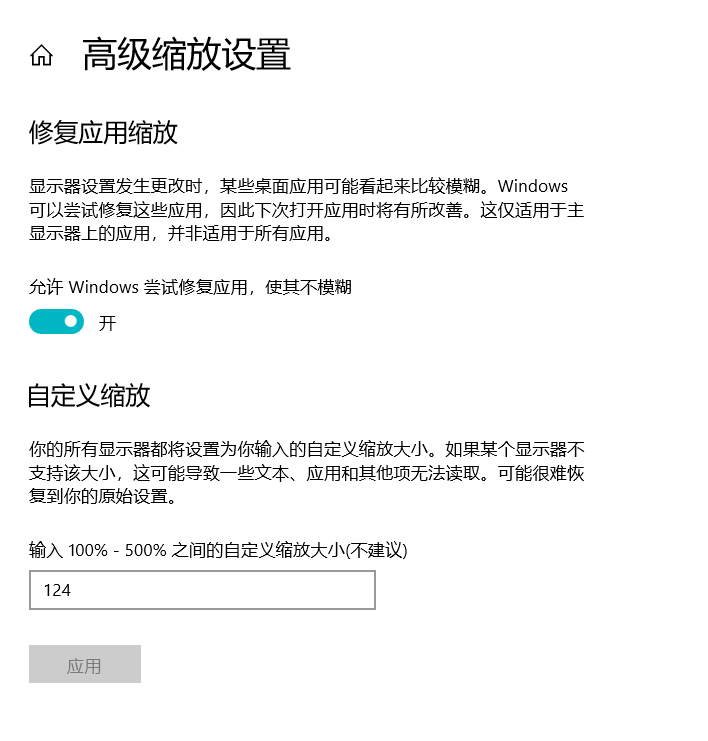 高级缩放设置
修复应用缩放
显示器设置发生更改时，某些桌面应用可能看起来比较模糊。Windows
可以尝试修复这些应用，因此下次打开应用时将有所改善。这仅适用于主
显示器上的应用，并非适用于所有应用。
允许 Windows 尝试修复应用，使其不模糊
开
自定义缩放
你的所有显示器都将设置为你输入的自定义缩放大小。如果某个显示器不
支持该大小，这可能导致一些文本、应用和其他项无法读取。可能很难恢
复到你的原始设置。
输入 100% - 500% 之间的自定义缩放大小(不建议)
124
应用